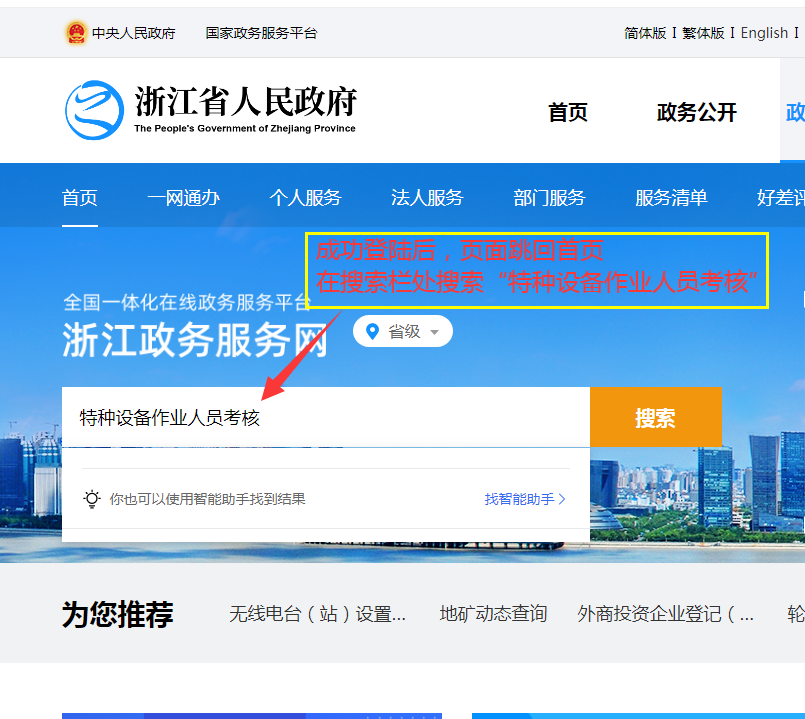 中央人民政府 国家政务服务平台 简体版 I 繁体版 I English I
浙江省人民政府
The People's Government of Zhejiang Province
首页 政务公开 政
首页 一网通办 个人服务 法人服务 部门服务 服务清单 好差评
成功登陆后，页面跳回首页
在搜索栏处搜索“特种设备作业人员考核”
全国一体化在线政务服务平台
浙江政务服务网 省级
特种设备作业人员考核 搜索
你也可以使用智能助手找到结果 找智能助手
为您推荐 无线电台（站）设置... 地矿动态查询 外商投资企业登记（... 轮